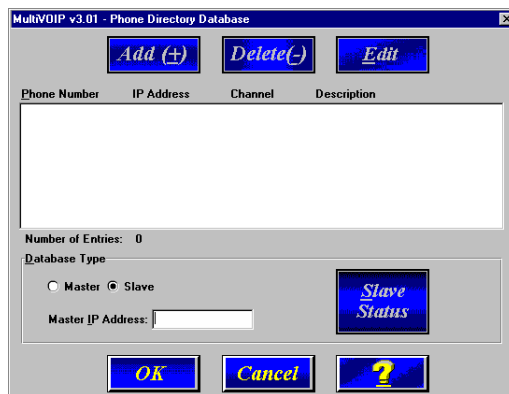 MultiVOIP v3.01 - Phone Directory Database
Add (+) Delete(-) Edit
Phone Number IP Address Channel Description
Number of Entries: 0
Database Type
Master Slave
Master IP Address:
Slave
Status
OK Cancel ?